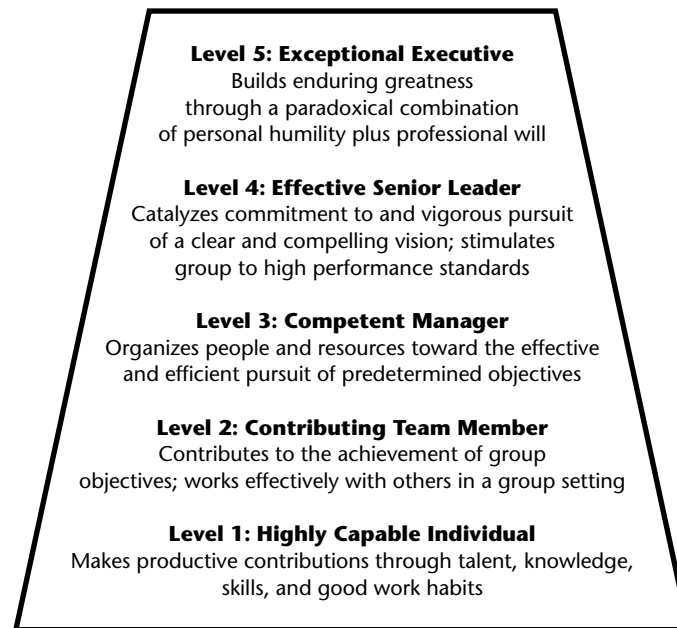 Level 5: Exceptional Executive
Builds enduring greatness
through a paradoxical combination
of personal humility plus professional will
Level 4: Effective Senior Leader
Catalyzes commitment to and vigorous pursuit
of a clear and compelling vision; stimulates
group to high performance standards
Level 3: Competent Manager
Organizes people and resources toward the effective
and efficient pursuit of predetermined objectives
Level 2: Contributing Team Member
Contributes to the achievement of group
objectives; works effectively with others in a group setting
Level 1: Highly Capable Individual
Makes productive contributions through talent, knowledge,
skills, and good work habits